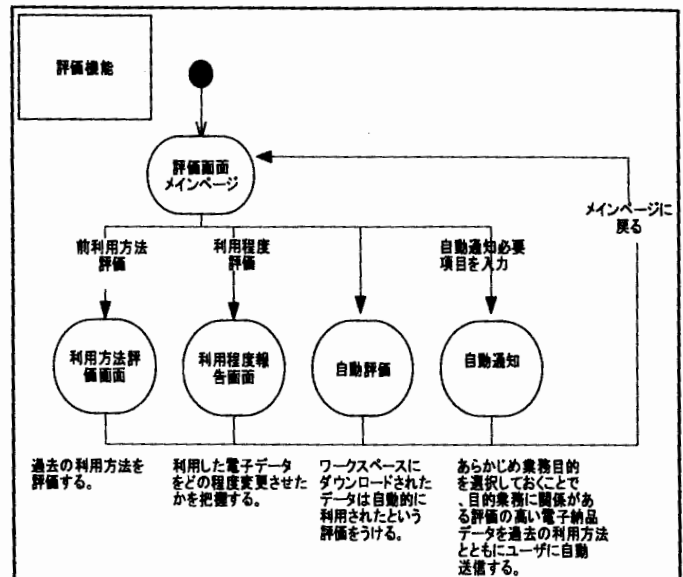 評価機能
評価画面
メインページ
メインページに
戻る
前利用方法
評価
利用程度
評価
自動通知必要
項目を入力
利用方法評
価画面
利用程度報
告画面
自動評価
自動通知
過去の利用方法を
評価する。
利用した電子データ
をどの程度変更させた
かを把握する。
ワークスペースに
ダウンロードされた
データは自動的に
利用されたという
評価をうける。
あらかじめ業務目的
を選択しておくことで
、目的業務に関係があ
る評価の高い電子納品
データを過去の利用方法
とともにユーザに自動
送信する。